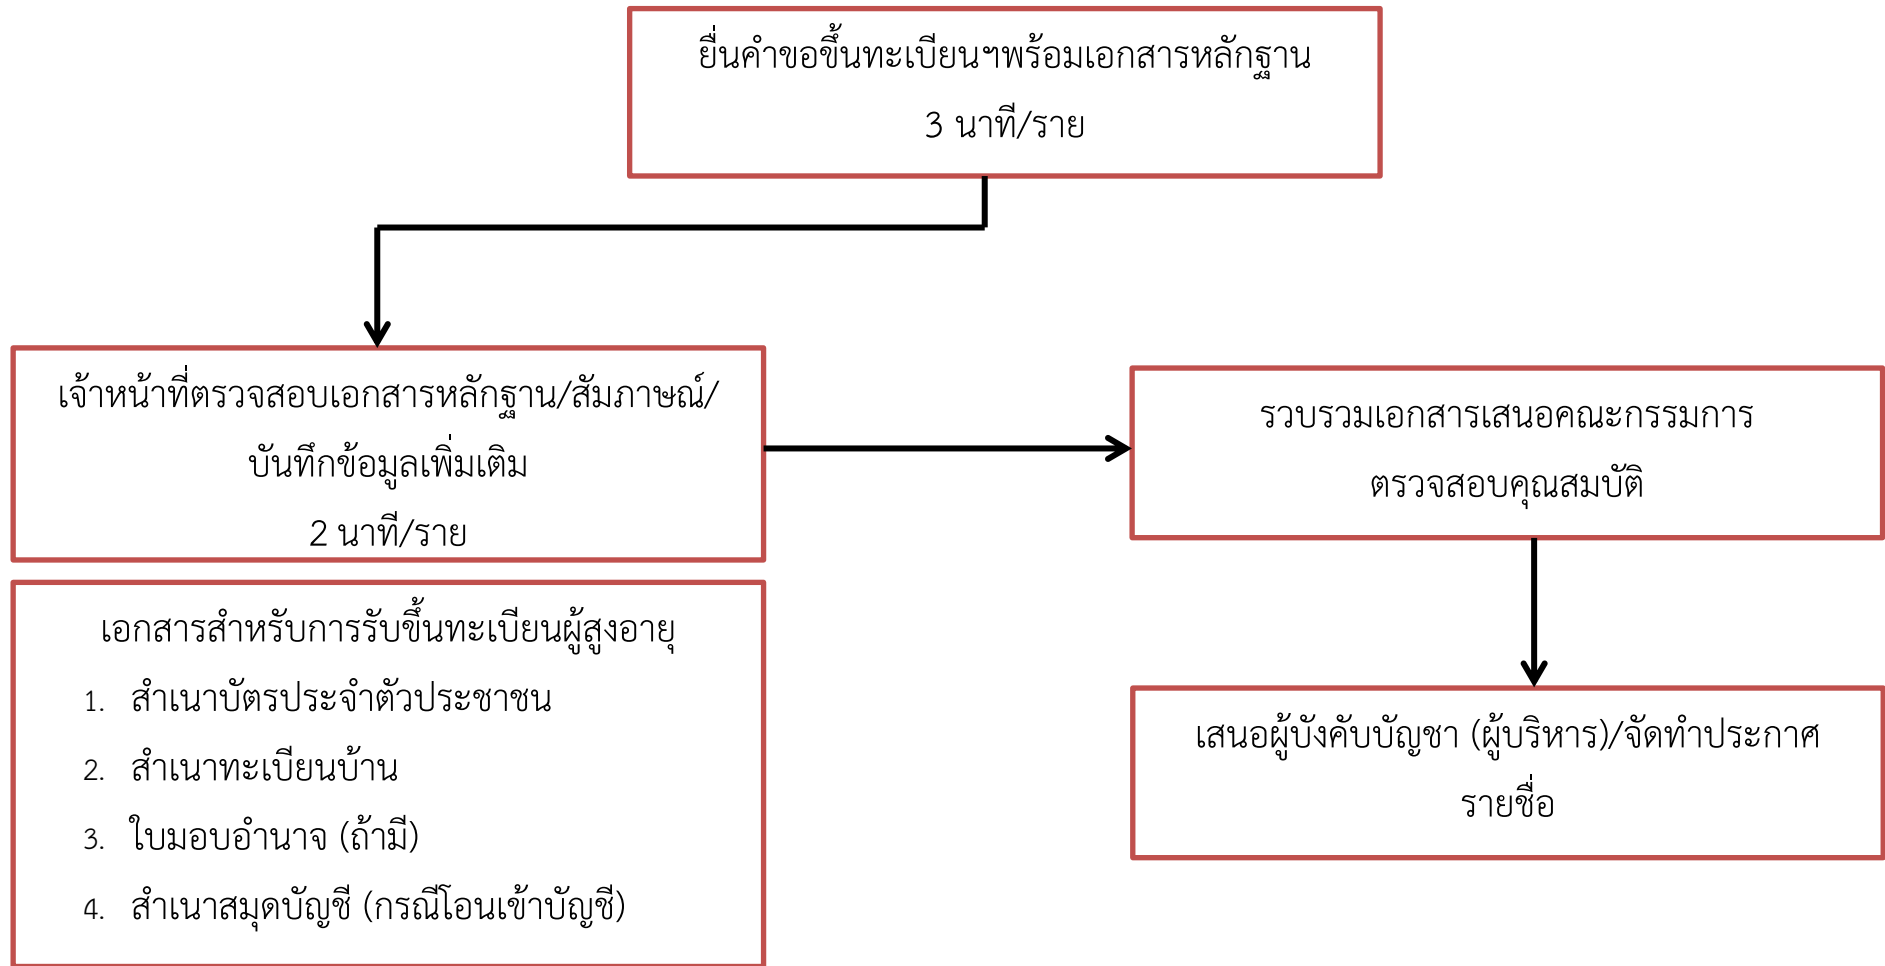 ยื่นคำขอขึ้นทะเบียนฯพร้อมเอกสารหลักฐาน
3 นาที/ราย
เจ้าหน้าที่ตรวจสอบเอกสารหลักฐาน/สัมภาษณ์/
บันทึกข้อมูลเพิ่มเติม
2 นาที/ราย
รวบรวมเอกสารเสนอคณะกรรมการ
ตรวจสอบคุณสมบัติ
เอกสารสำหรับการรับขึ้นทะเบียนผู้สูงอายุ
1. สำเนาบัตรประจำตัวประชาชน
2. สำเนาทะเบียนบ้าน
3. ใบมอบอำนาจ (ถ้ามี)
4. สำเนาสมุดบัญชี (กรณีโอนเข้าบัญชี)
เสนอผู้บังคับบัญชา (ผู้บริหาร)/จัดทำประกาศ
รายชื่อ